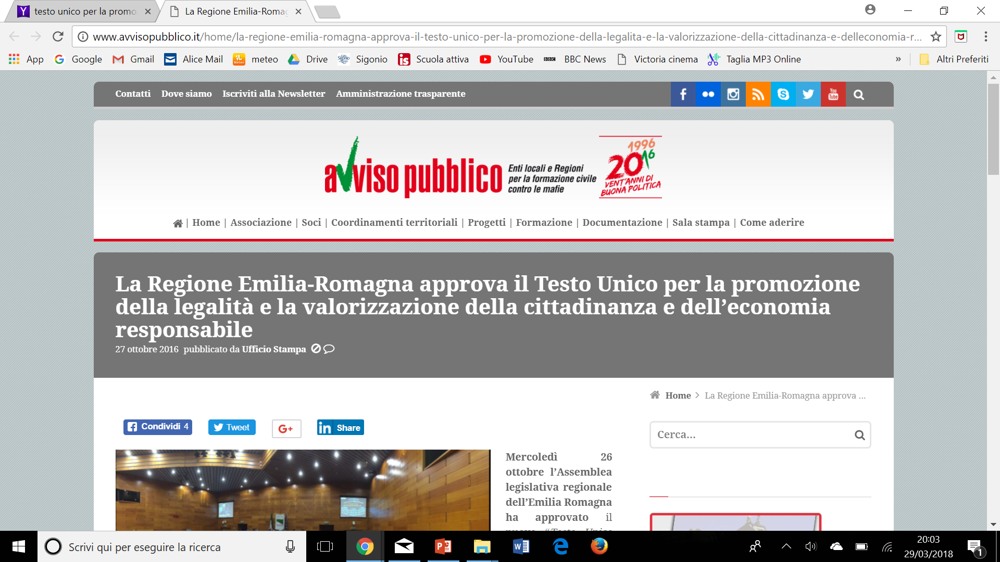 testo unico per la promo
La Regione Emilia-Romag
www.avvisopubblico.it/home/la-regione-emilia-romagna-approva-il-testo-unico-per-la-promozione-della-legalita-e-la-valorizzazione-della-cittadinanza-e-delleconomia-r...
App Google Gmail Alice Mail meteo Drive Sigonio Scuola attiva YouTube BBC News Victoria cinema Taglia MP3 Online » Altri Preferiti
Contatti Dove siamo Iscriviti alla Newsletter Amministrazione trasparente
avviso pubblico
Enti locali e Regioni
per la formazione civile
contro le mafie
1996
2016
VENT'ANNI DI
BUONA POLITICA
| Home | Associazione | Soci | Coordinamenti territoriali | Progetti | Formazione | Documentazione | Sala stampa | Come aderire
La Regione Emilia-Romagna approva il Testo Unico per la promozione
della legalità e la valorizzazione della cittadinanza e dell’economia
responsabile
27 ottobre 2016 pubblicato da Ufficio Stampa
Home > La Regione Emilia-Romagna approva ...
Condividi 4 Tweet G+ in Share
Cerca...
Mercoledì 26
ottobre l’Assemblea
legislativa regionale
dell’Emilia Romagna
ha approvato il
nuovo “Testo Unico
Scrivi qui per eseguire la ricerca
20:03
29/03/2018
1